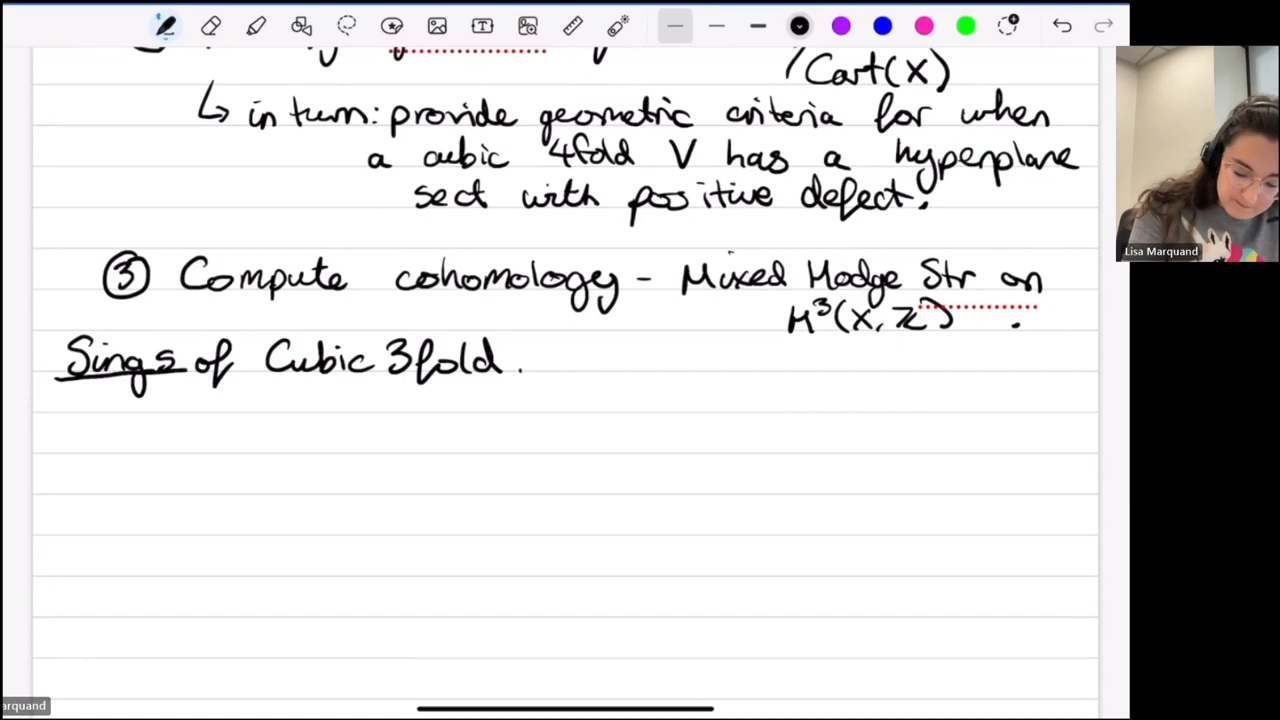 /Cart(X)
↳ in turn: provide geometric criteria for when
a cubic 4fold V has a hyperplane
sect with positive defect.
③ Compute cohomology - Mixed Hodge Str on
H³(X, ℤ) .
Sings of Cubic 3fold.
Lisa Marquand
arquand